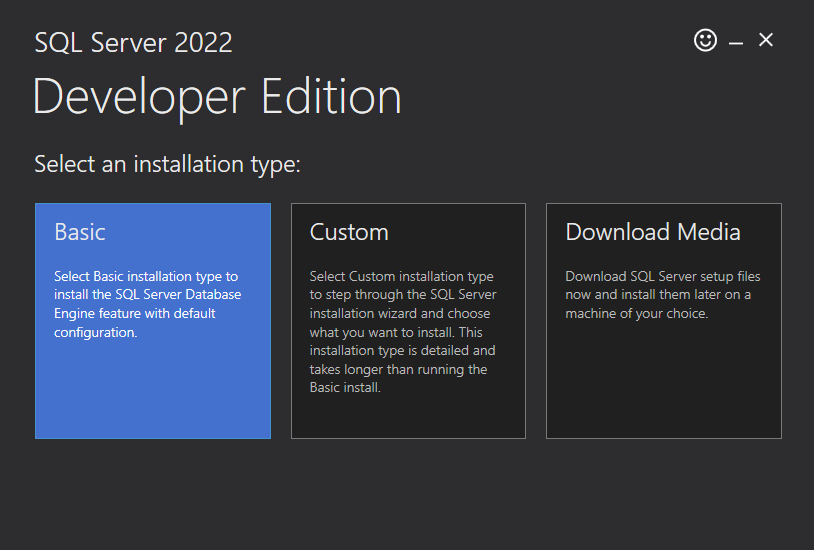 SQL Server 2022
Developer Edition
Select an installation type:
Basic
Select Basic installation type to
install the SQL Server Database
Engine feature with default
configuration.
Custom
Select Custom installation type
to step through the SQL Server
installation wizard and choose
what you want to install. This
installation type is detailed and
takes longer than running the
Basic install.
Download Media
Download SQL Server setup files
now and install them later on a
machine of your choice.